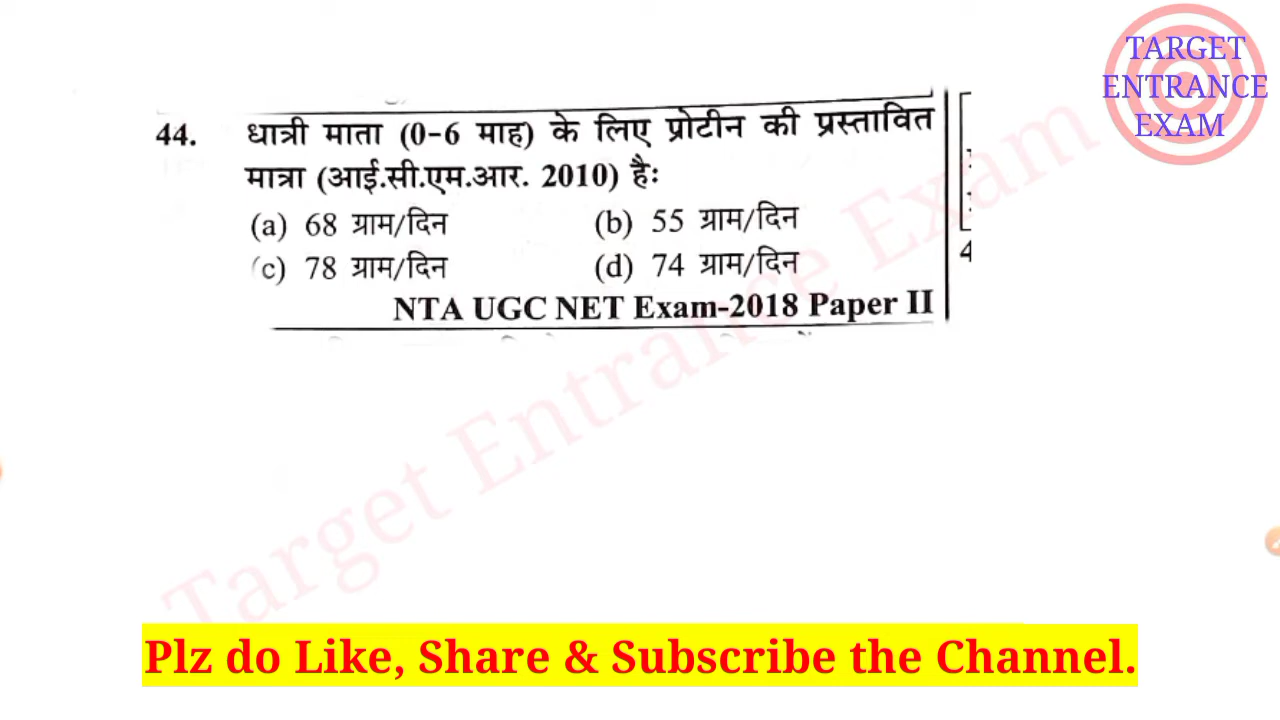 TARGET
ENTRANCE
EXAM
44. धात्री माता (0-6 माह) के लिए प्रोटीन की प्रस्तावित
मात्रा (आई.सी.एम.आर. 2010) हैः
(a) 68 ग्राम/दिन (b) 55 ग्राम/दिन
(c) 78 ग्राम/दिन (d) 74 ग्राम/दिन
NTA UGC NET Exam-2018 Paper II
4
Target Entrance Exam
Plz do Like, Share & Subscribe the Channel.